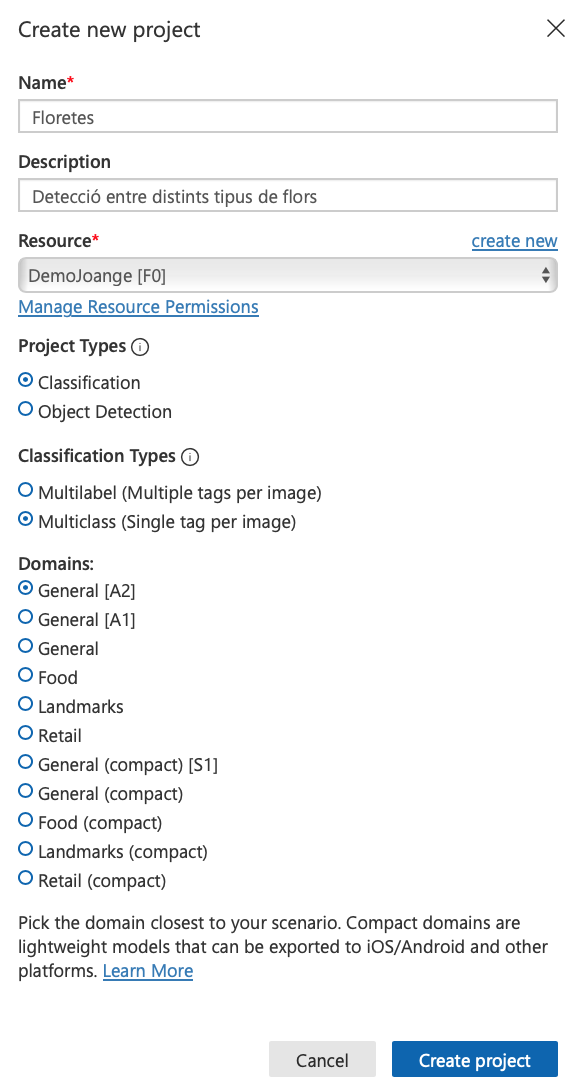 Create new project
Name*
Floretes
Description
Detecció entre distints tipus de flors
Resource*
create new
DemoJoange [F0]
Manage Resource Permissions
Project Types
Classification
Object Detection
Classification Types
Multilabel (Multiple tags per image)
Multiclass (Single tag per image)
Domains:
General [A2]
General [A1]
General
Food
Landmarks
Retail
General (compact) [S1]
General (compact)
Food (compact)
Landmarks (compact)
Retail (compact)
Pick the domain closest to your scenario. Compact domains are
lightweight models that can be exported to iOS/Android and other
platforms. Learn More
Cancel
Create project